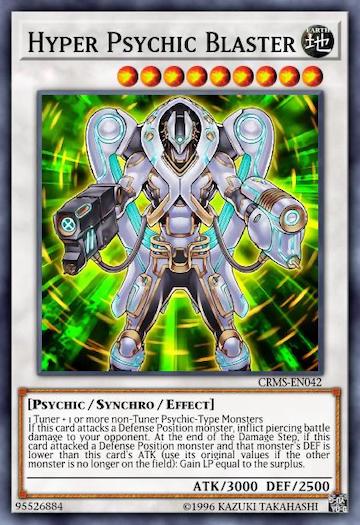 HYPER PSYCHIC BLASTER
EARTH
地
CRMS-EN042
[PSYCHIC / SYNCHRO / EFFECT]
1 Tuner + 1 or more non-Tuner Psychic-Type Monsters
If this card attacks a Defense Position monster, inflict piercing battle
damage to your opponent. At the end of the Damage Step, if this card
attacked a Defense Position monster and that monster's DEF is
lower than this card's ATK (use its original values if the other
monster is no longer on the field): Gain LP equal to the surplus.
ATK/3000 DEF/2500
95526884
©1996 KAZUKI TAKAHASHI